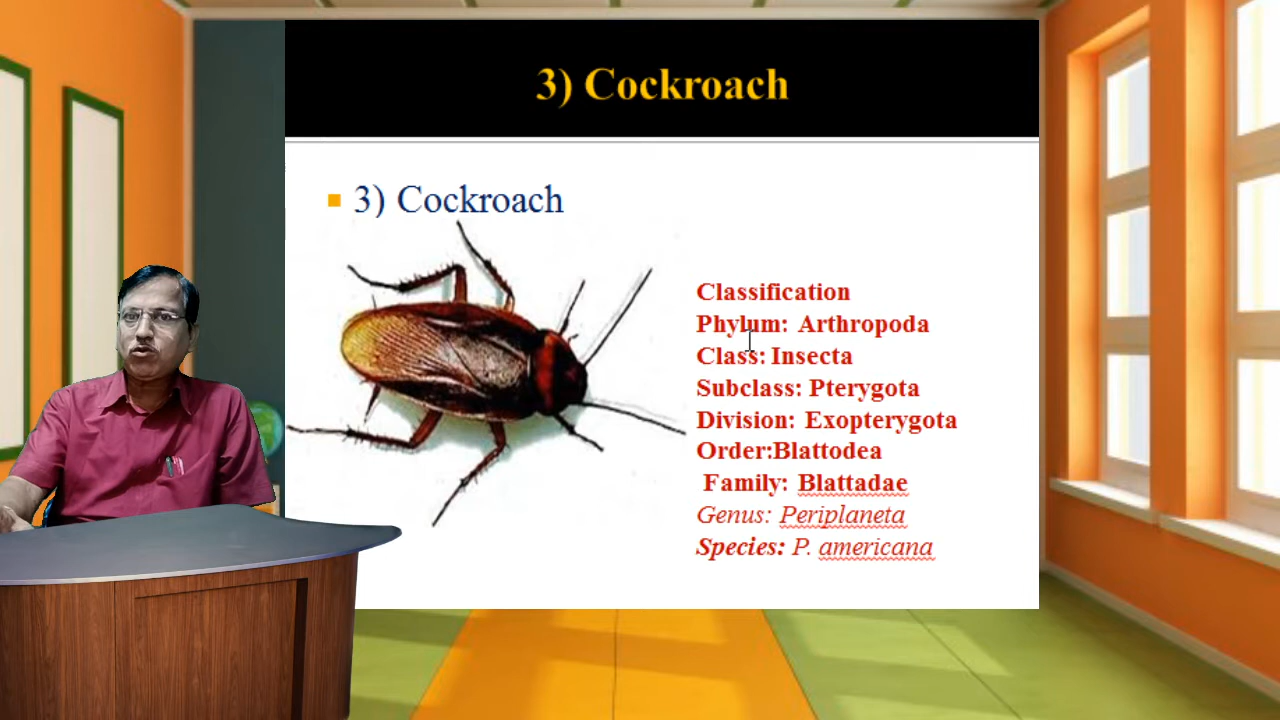 3) Cockroach
3) Cockroach
Classification
Phylum: Arthropoda
Class: Insecta
Subclass: Pterygota
Division: Exopterygota
Order:Blattodea
Family: Blattadae
Genus: Periplaneta
Species: P. americana